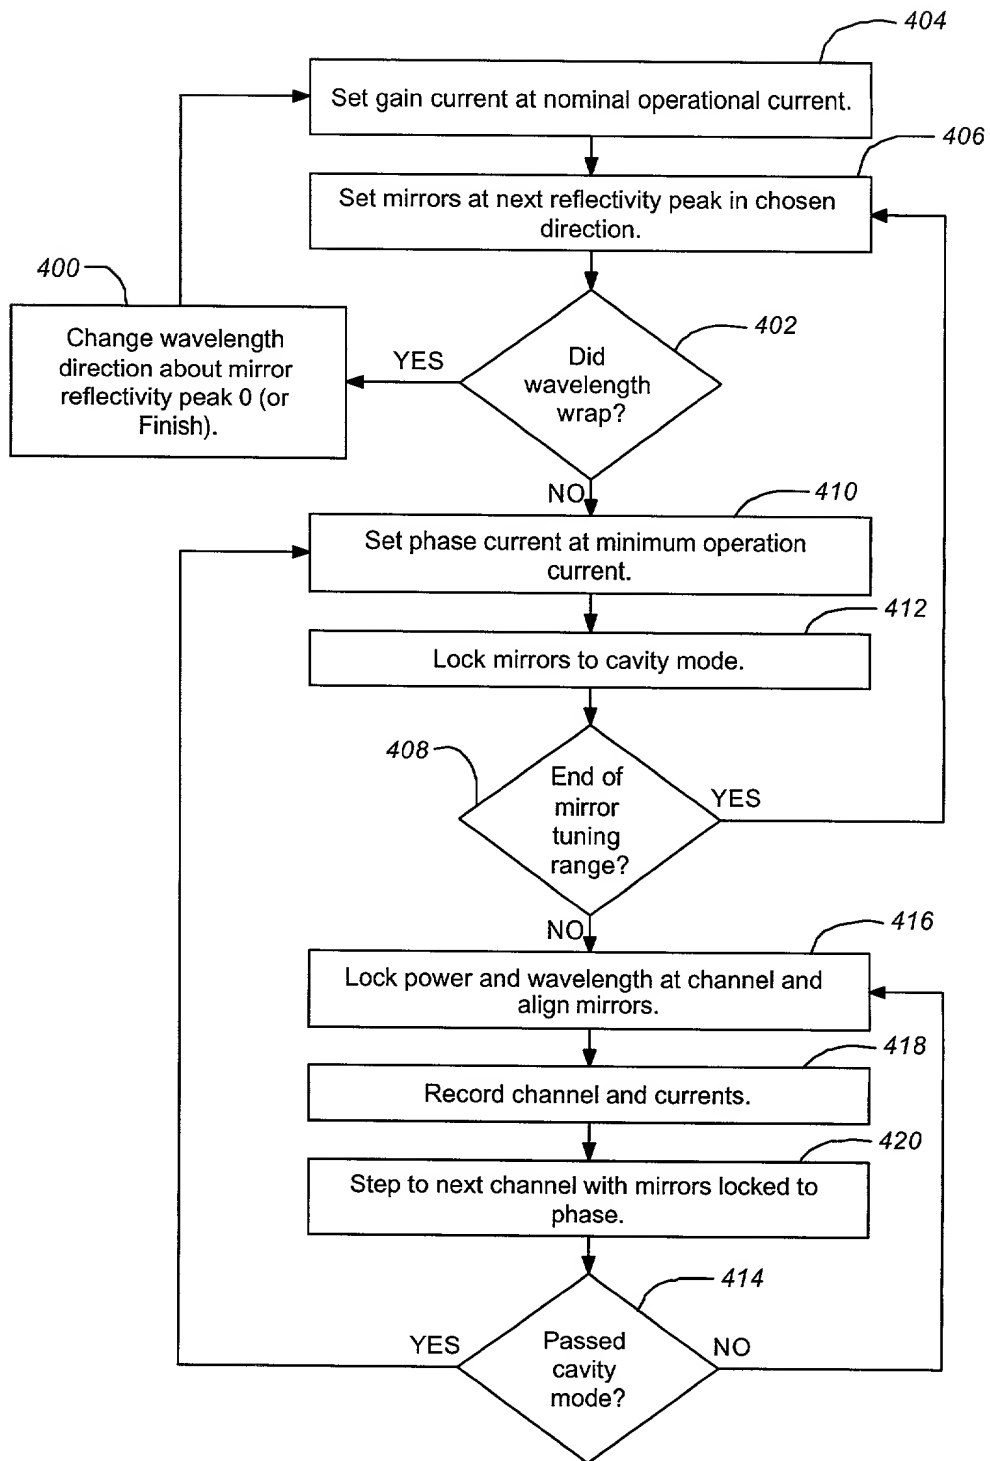 404
Set gain current at nominal operational current.
406
Set mirrors at next reflectivity peak in chosen
direction.
400
Change wavelength
direction about mirror
reflectivity peak 0 (or
Finish).
402
YES
Did
wavelength
wrap?
NO
410
Set phase current at minimum operation
current.
412
Lock mirrors to cavity mode.
408
End of
mirror
tuning
range?
YES
NO
416
Lock power and wavelength at channel and
align mirrors.
418
Record channel and currents.
420
Step to next channel with mirrors locked to
phase.
414
YES
Passed
cavity
mode?
NO